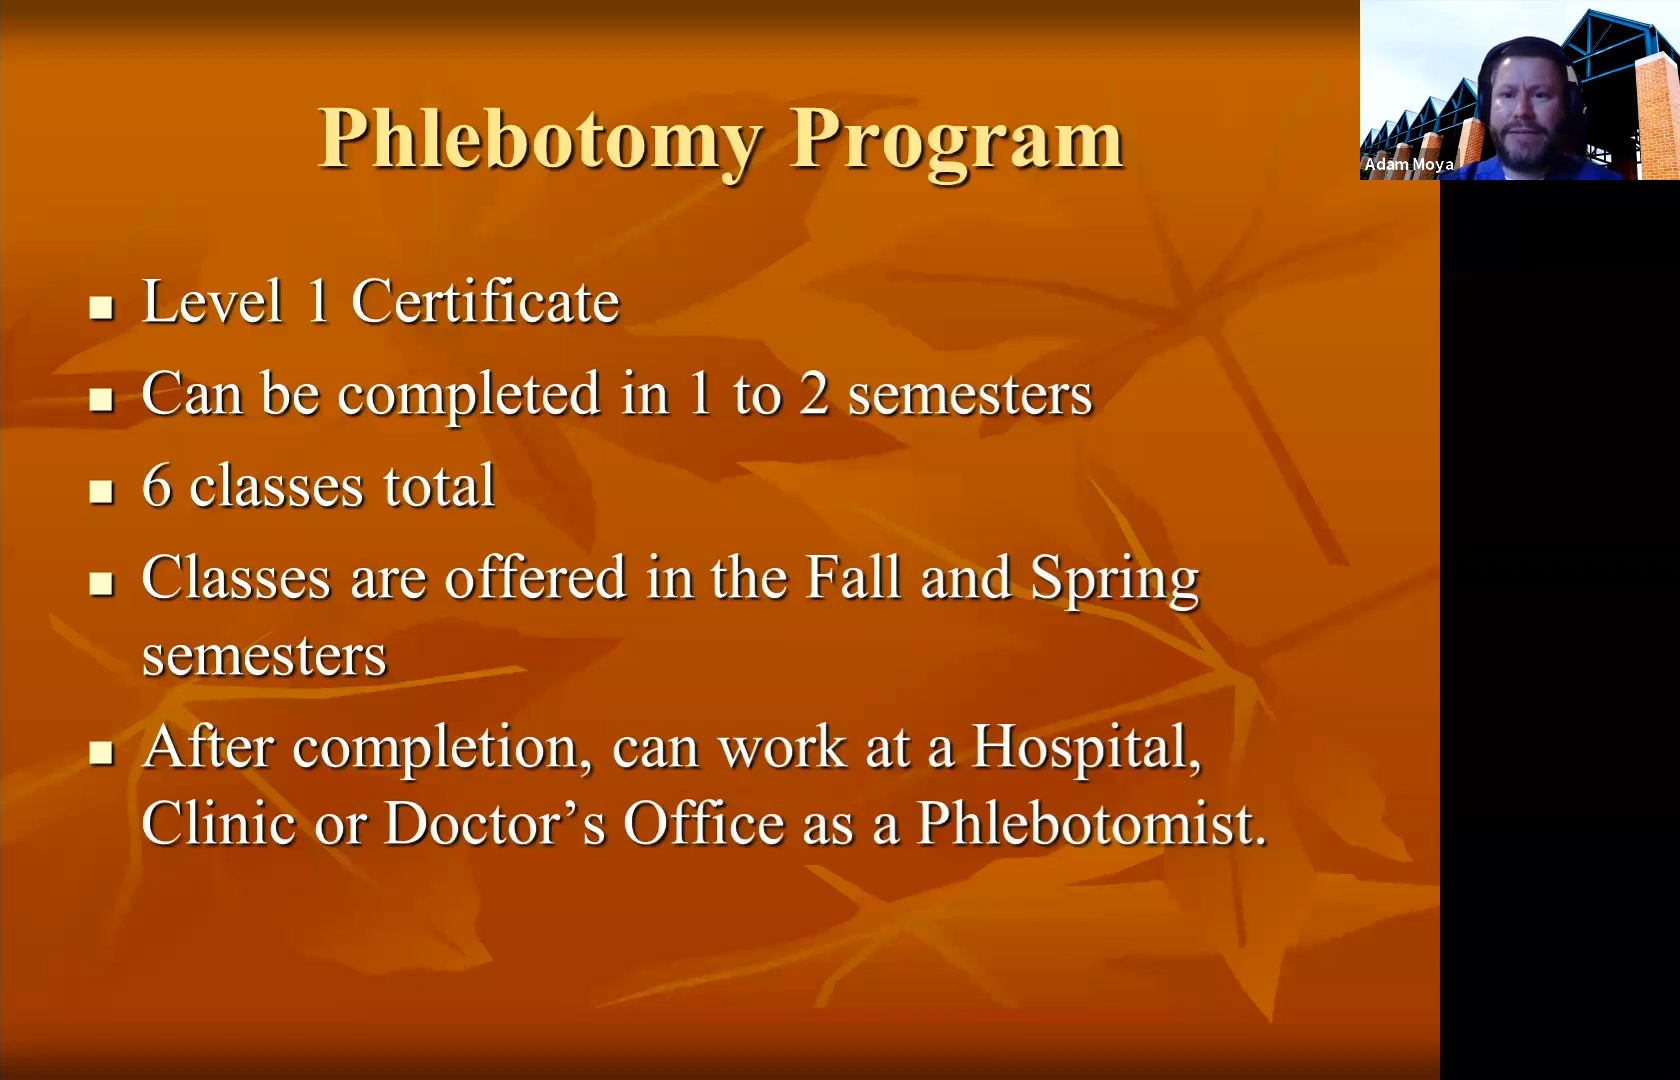 Phlebotomy Program
Level 1 Certificate
Can be completed in 1 to 2 semesters
6 classes total
Classes are offered in the Fall and Spring
semesters
After completion, can work at a Hospital,
Clinic or Doctor’s Office as a Phlebotomist.
Adam Moya